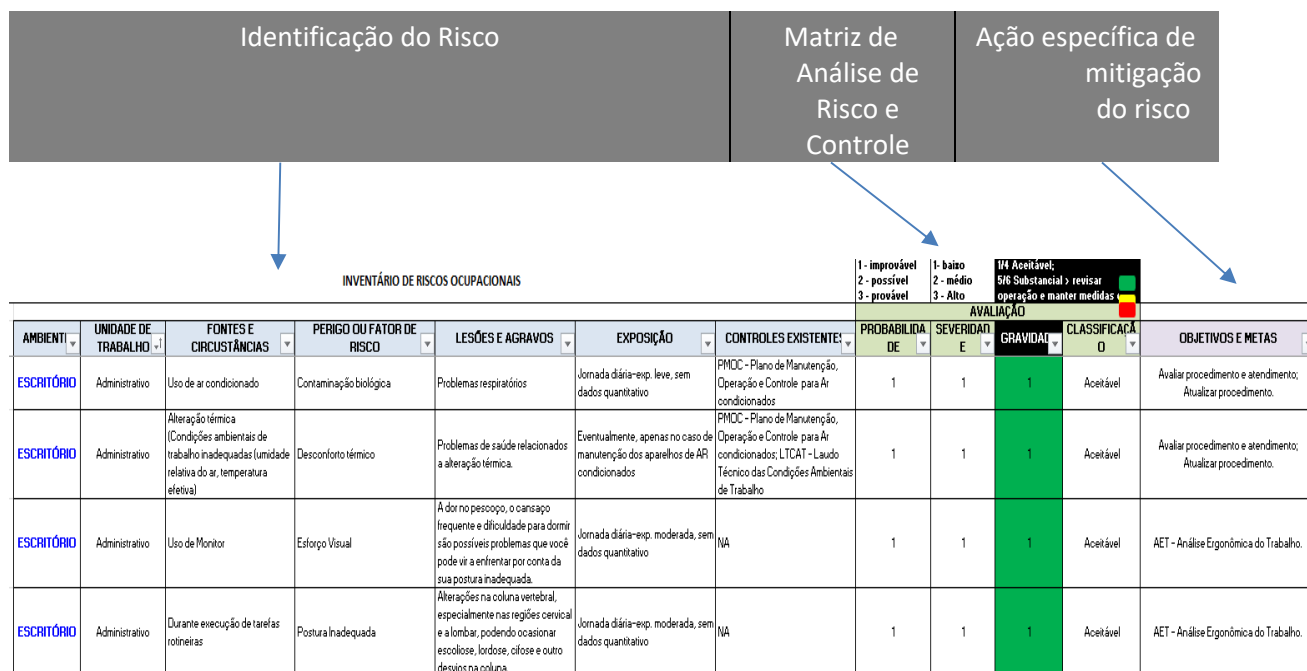 Identificação do Risco
Matriz de
Análise de
Risco e
Controle
Ação específica de
mitigação
do risco
INVENTÁRIO DE RISCOS OCUPACIONAIS
1 - improvável
2 - possível
3 - provável
1- baixo
2 - médio
3 - Alto
1/4 Aceitável;
5/6 Substancial > revisar
operação e manter medidas
AVALIAÇÃO
AMBIENT
UNIDADE DE
TRABALHO
FONTES E
CIRCUSTÂNCIAS
PERIGO OU FATOR DE
RISCO
LESÕES E AGRAVOS
EXPOSIÇÃO
CONTROLES EXISTENTES
PROBABILIDA
DE
SEVERIDAD
E
GRAVIDAD
CLASSIFICAÇÃ
O
OBJETIVOS E METAS
ESCRITÓRIO
Administrativo
Uso de ar condicionado
Contaminação biológica
Problemas respiratórios
Jornada diária-exp. leve, sem
dados quantitativo
PMOC - Plano de Manutenção,
Operação e Controle para Ar
condicionados
1
1
1
Aceitável
Avaliar procedimento e atendimento;
Atualizar procedimento.
ESCRITÓRIO
Administrativo
Alteração térmica
(Condições ambientais de
trabalho inadequadas (umidade
relativa do ar, temperatura
efetiva)
Desconforto térmico
Problemas de saúde relacionados
a alteração térmica.
Eventualmente, apenas no caso de
manutenção dos aparelhos de AR
condicionados
PMOC - Plano de Manutenção,
Operação e Controle para Ar
condicionados; LTCAT - Laudo
Técnico das Condições Ambientais
de Trabalho
1
1
1
Aceitável
Avaliar procedimento e atendimento;
Atualizar procedimento.
ESCRITÓRIO
Administrativo
Uso de Monitor
Esforço Visual
A dor no pescoço, o cansaço
frequente e dificuldade para dormir
são possíveis problemas que você
pode vir a enfrentar por conta da
sua postura inadequada.
Jornada diária-exp. moderada, sem
dados quantitativo
NA
1
1
1
Aceitável
AET - Análise Ergonômica do Trabalho.
ESCRITÓRIO
Administrativo
Durante execução de tarefas
rotineiras
Postura Inadequada
Alterações na coluna vertebral,
especialmente nas regiões cervical
e a lombar, podendo ocasionar
escoliose, lordose, cifose e outro
desvios na coluna.
Jornada diária-exp. moderada, sem
dados quantitativo
NA
1
1
1
Aceitável
AET - Análise Ergonômica do Trabalho.